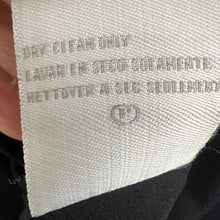 DRY CLEAN ONLY
LAVAR EN SECO SOLAMENTE
NETTOYER A SEC SEULEMENT